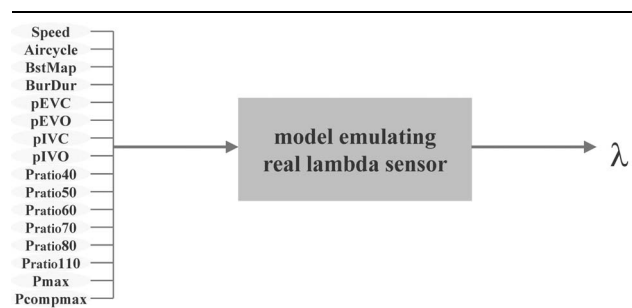 Speed
Aircycle
BstMap
BurDur
pEVC
pEVO
pIVC
pIVO
Pratio40
Pratio50
Pratio60
Pratio70
Pratio80
Pratio110
Pmax
Pcompmax
model emulating
real lambda sensor
λ